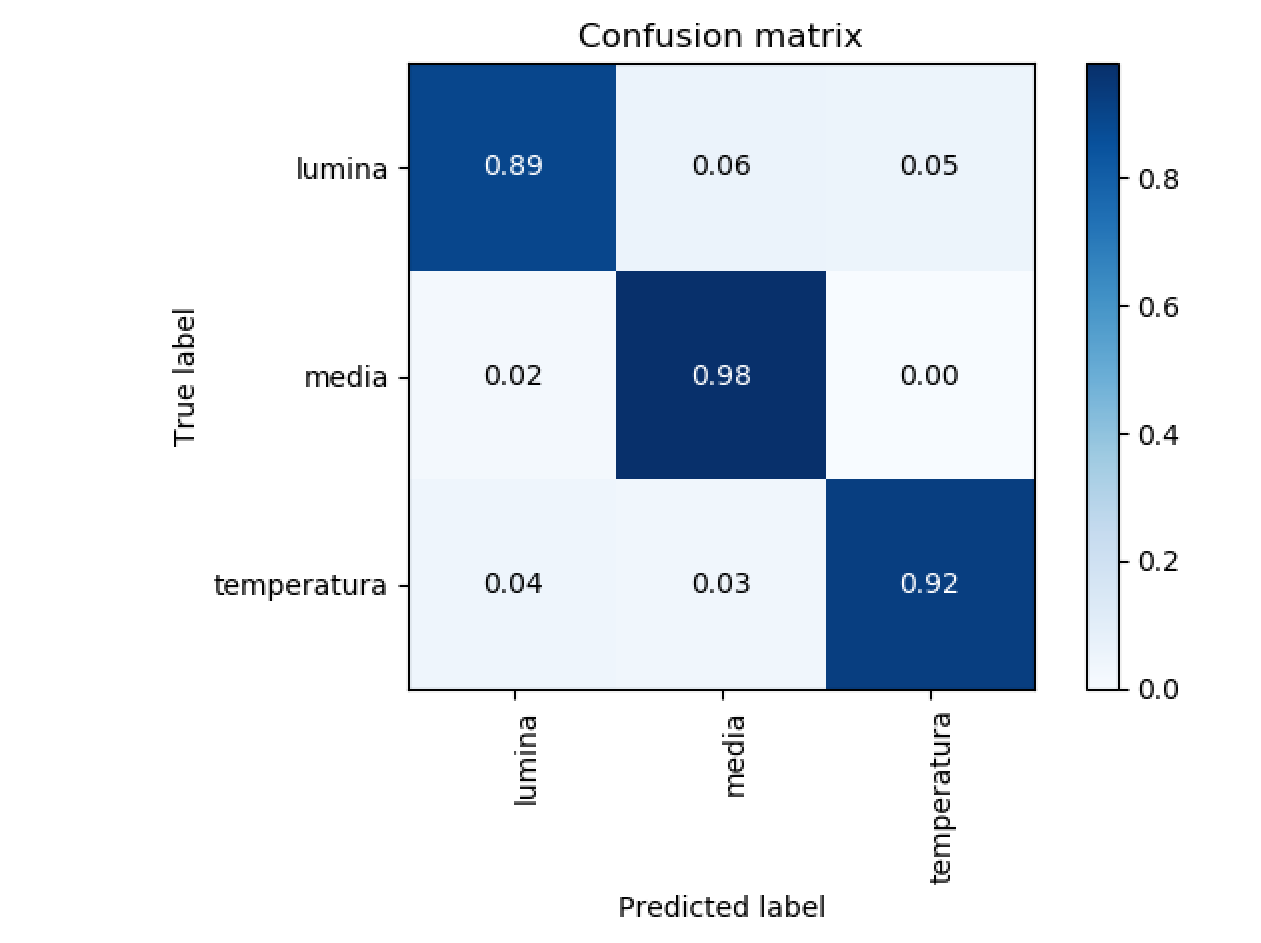 Confusion matrix
lumina
0.89
0.06
0.05
0.8
0.6
True label
media
0.02
0.98
0.00
0.4
0.2
temperatura
0.04
0.03
0.92
0.0
lumina
media
temperatura
Predicted label